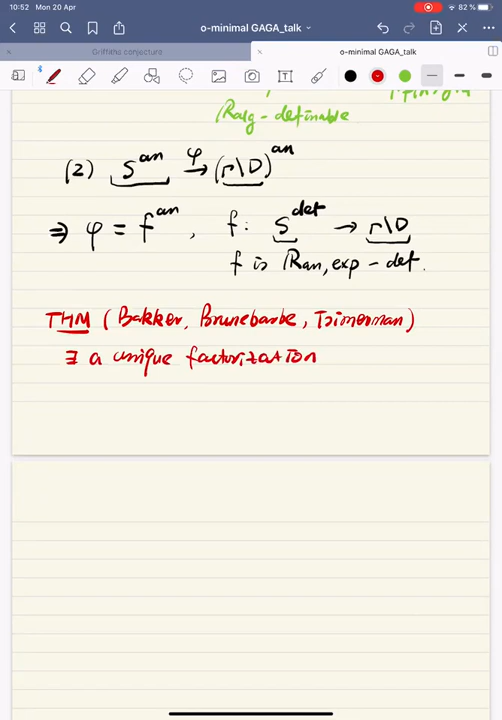 10:52 Mon 20 Apr
82 %
o-minimal GAGA_talk
Griffiths conjecture
o-minimal GAGA_talk
Ralg - definable
(2) S^an φ→ (Γ\D)^an
⇒ φ = f^an, f: S^def → Γ\D
f is Ran,exp - def.
THM (Bakker, Brunebarbe, Tsimerman)
∃ a unique factorization